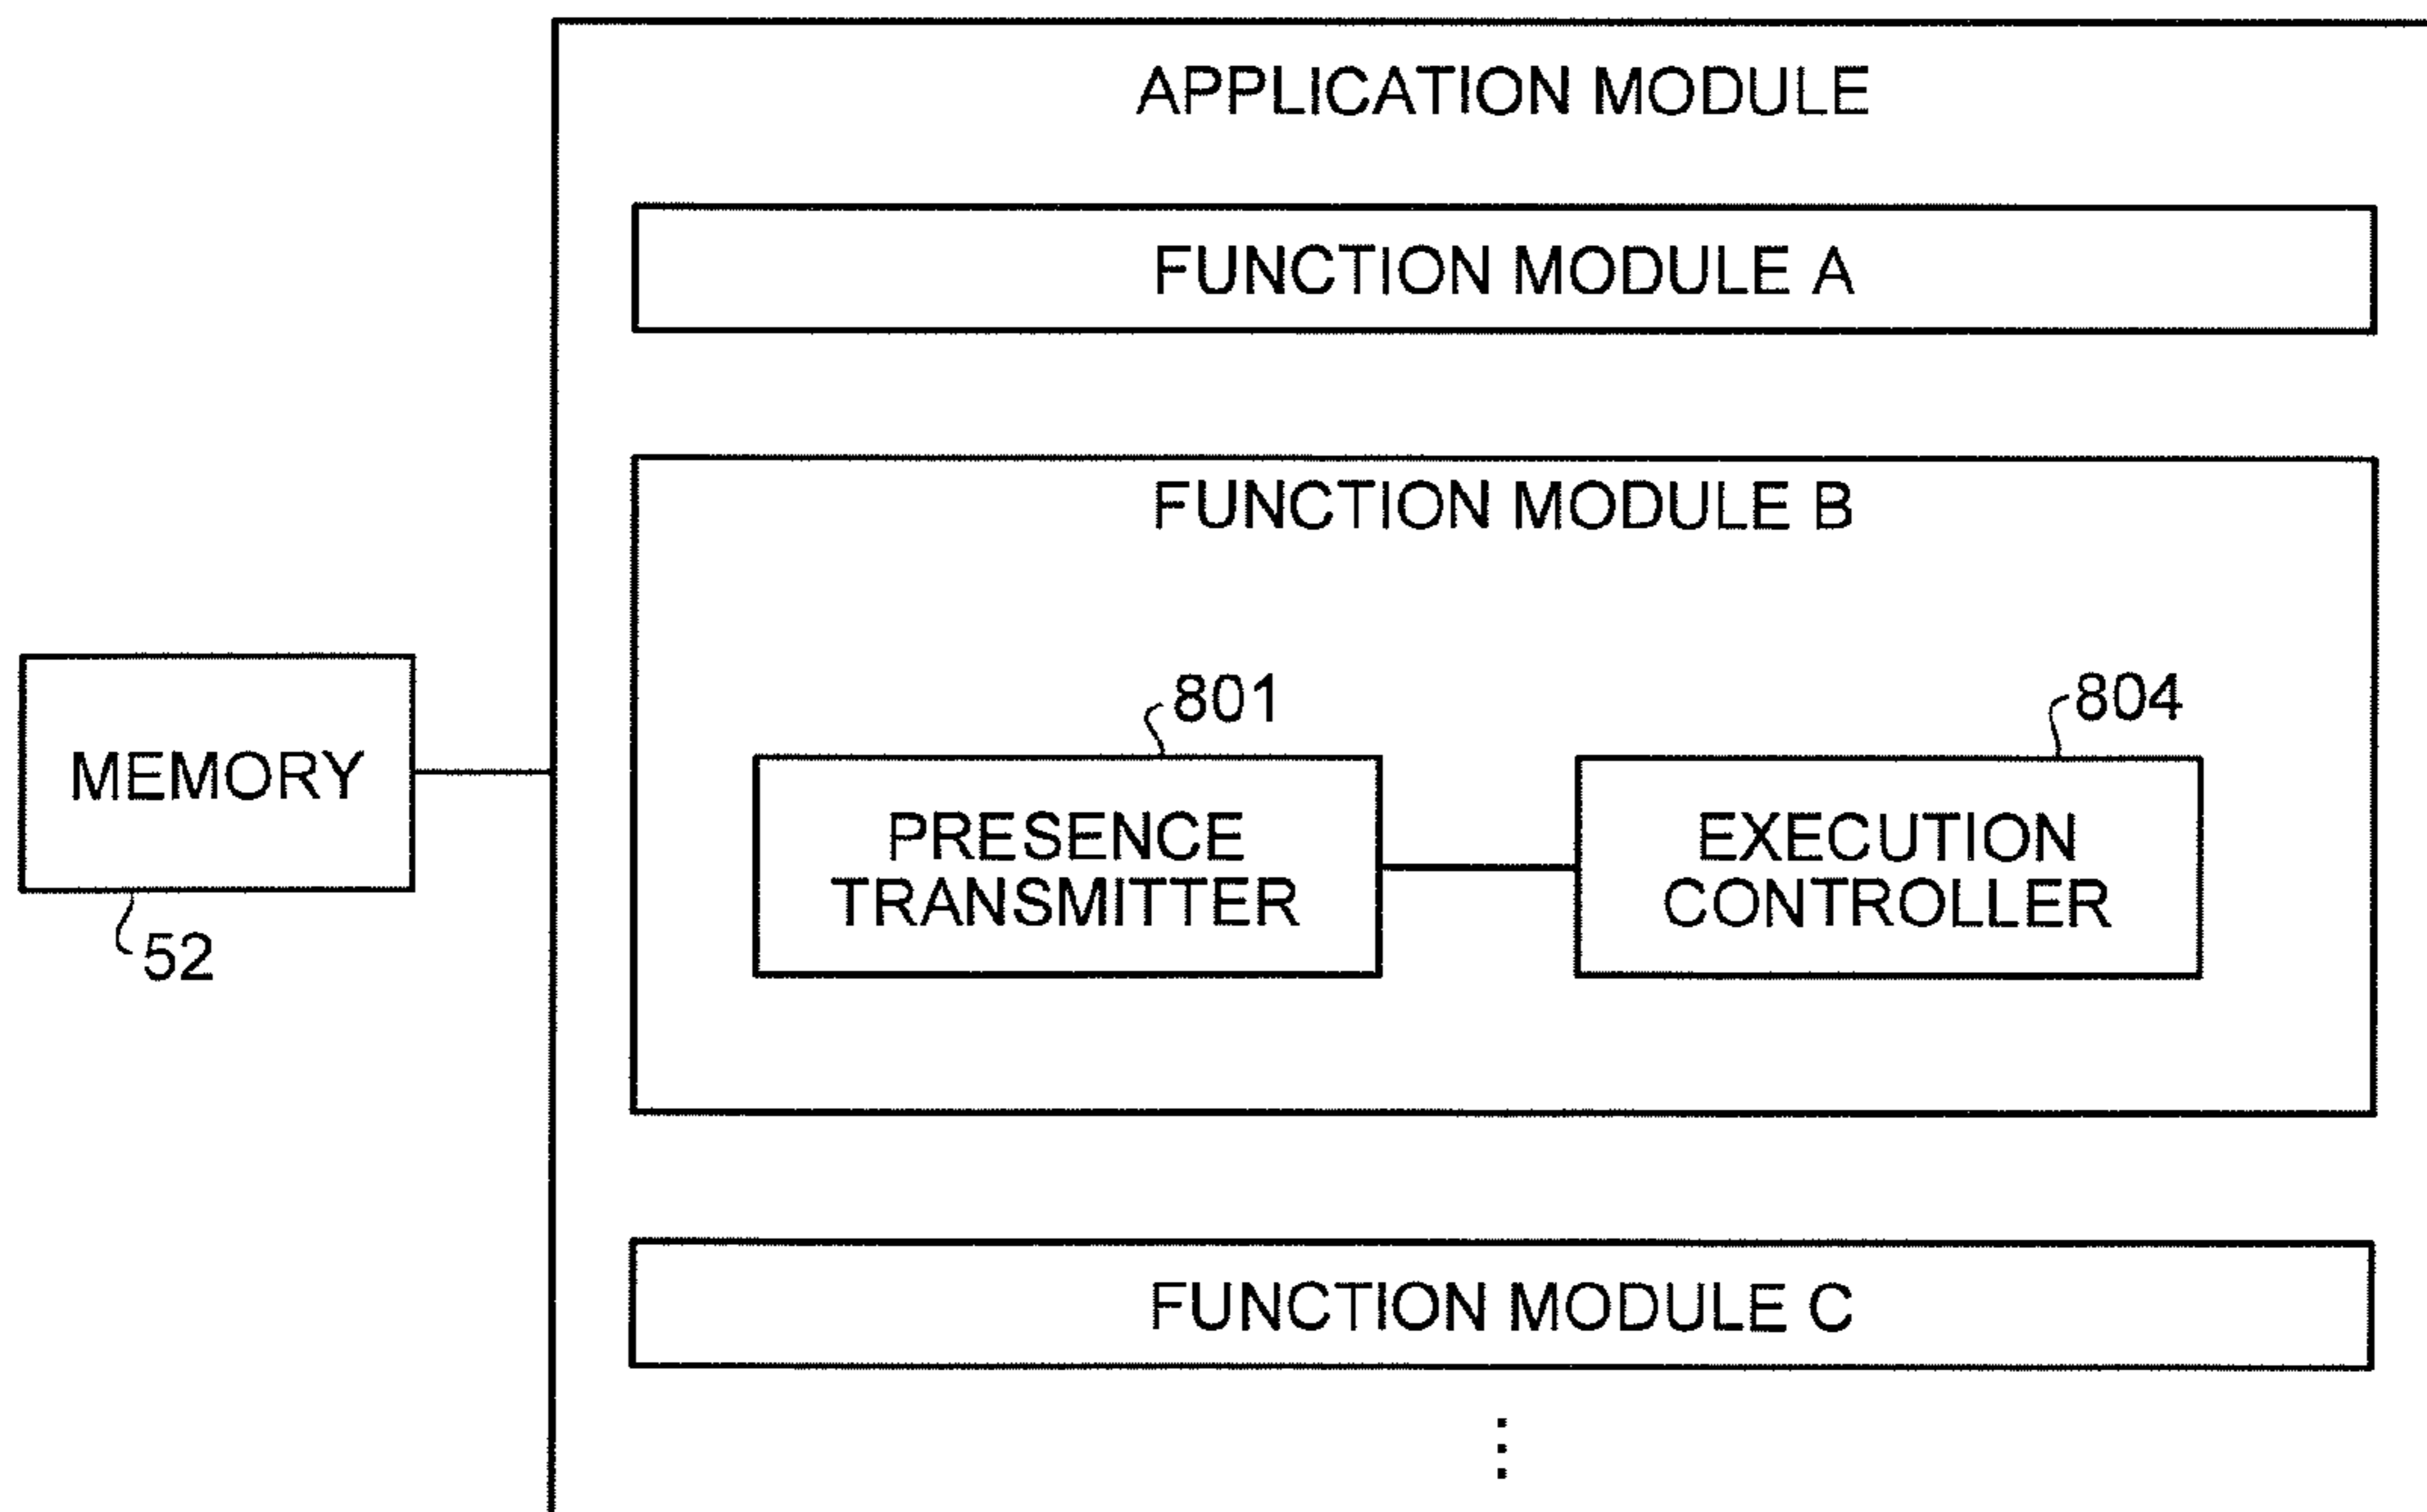 APPLICATION MODULE
FUNCTION MODULE A
FUNCTION MODULE B
801
804
MEMORY
PRESENCE
TRANSMITTER
EXECUTION
CONTROLLER
52
FUNCTION MODULE C
⋮